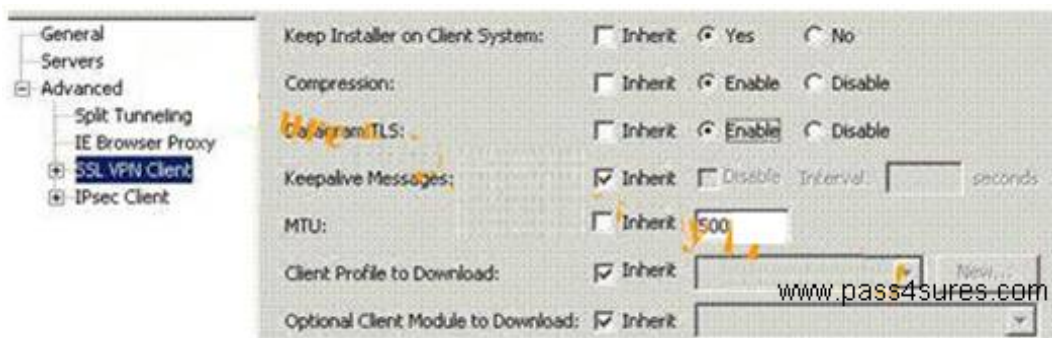 General
Servers
Advanced
Split Tunneling
IE Browser Proxy
SSL VPN Client
IPsec Client
Keep Installer on Client System: Inherit Yes No
Compression: Inherit Enable Disable
Datagram TLS: Inherit Enable Disable
Keepalive Messages: Inherit Disable Interval: seconds
MTU: Inherit 500
Client Profile to Download: Inherit New...
www.pass4sures.com
Optional Client Module to Download: Inherit